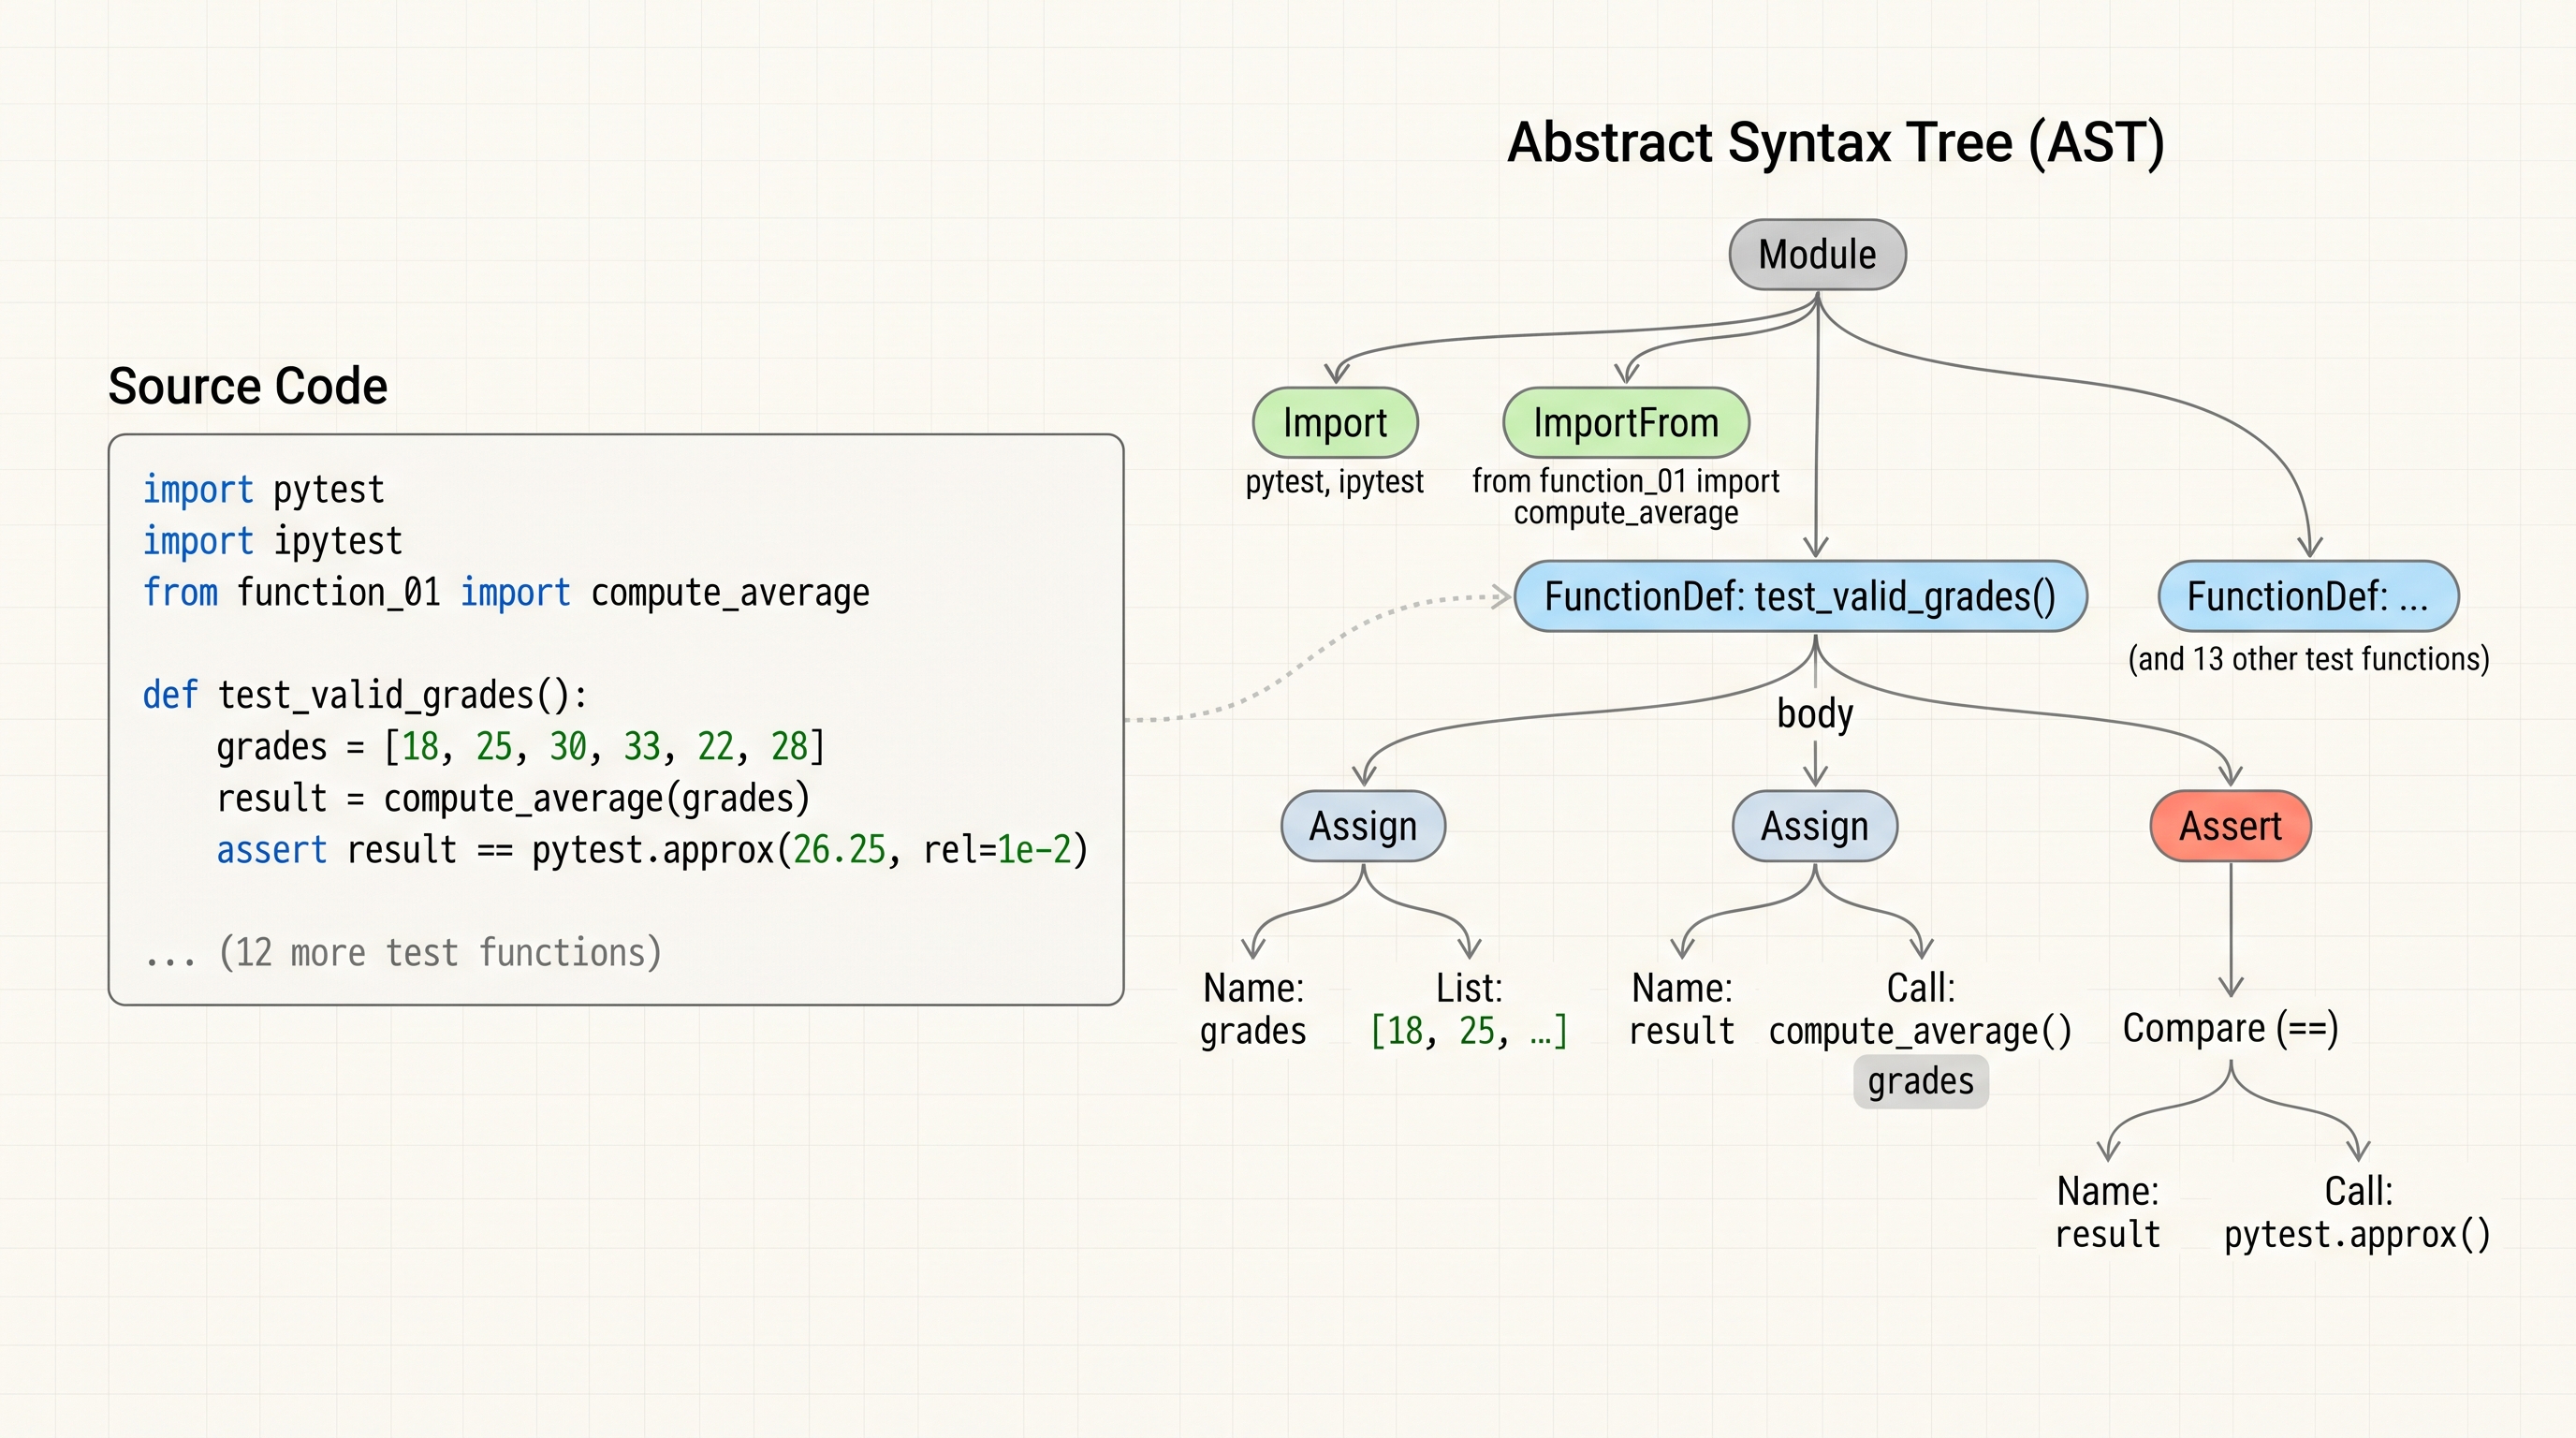 Source Code
import pytest
import ipytest
from function_01 import compute_average
def test_valid_grades():
    grades = [18, 25, 30, 33, 22, 28]
    result = compute_average(grades)
    assert result == pytest.approx(26.25, rel=1e-2)
... (12 more test functions)
Abstract Syntax Tree (AST)
Module
Import
pytest, ipytest
ImportFrom
from function_01 import
compute_average
FunctionDef: test_valid_grades()
FunctionDef: ...
(and 13 other test functions)
body
Assign
Assign
Assert
Name:
grades
List:
[18, 25, …]
Name:
result
Call:
compute_average()
grades
Compare (==)
Name:
result
Call:
pytest.approx()